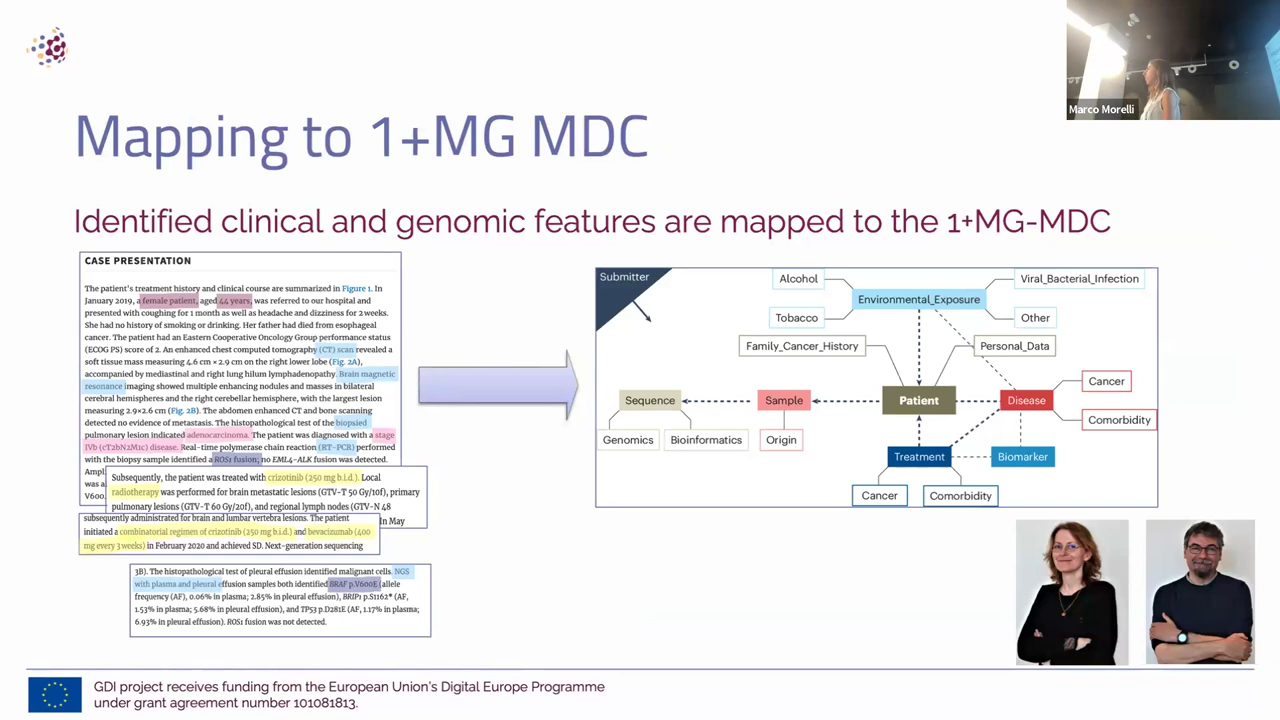 Marco Morelli
Mapping to 1+MG MDC
Identified clinical and genomic features are mapped to the 1+MG-MDC
CASE PRESENTATION
The patient's treatment history and clinical course are summarized in Figure 1. In
January 2019, a female patient, aged 44 years, was referred to our hospital and
presented with coughing for 1 month as well as headache and dizziness for 2 weeks.
She had no history of smoking or drinking. Her father had died from esophageal
cancer. The patient had an Eastern Cooperative Oncology Group performance status
(ECOG PS) score of 2. An enhanced chest computed tomography (CT) scan revealed a
soft tissue mass measuring 4.6 cm × 2.9 cm on the right lower lobe (Fig. 2A),
accompanied by mediastinal and right lung hilum lymphadenopathy. Brain magnetic
resonance imaging showed multiple enhancing nodules and masses in bilateral
cerebral hemispheres and the right cerebellar hemisphere, with the largest lesion
measuring 2.9×2.6 cm (Fig. 2B). The abdomen enhanced CT and bone scanning
detected no evidence of metastasis. The histopathological test of the biopsied
pulmonary lesion indicated adenocarcinoma. The patient was diagnosed with a stage
IVb (cT2bN2M1c) disease. Real-time polymerase chain reaction (RT-PCR) performed
with the biopsy sample identified a ROS1 fusion; no EML4-ALK fusion was detected.
Ampl
was a
V600.
Subsequently, the patient was treated with crizotinib (250 mg b.i.d.). Local
radiotherapy was performed for brain metastatic lesions (GTV-T 50 Gy/10f), primary
pulmonary lesions (GTV-T 60 Gy/20f), and regional lymph nodes (GTV-N 48
In May
subsequently administered for brain and lumbar vertebra lesions. The patient
initiated a combinatorial regimen of crizotinib (250 mg b.i.d.) and bevacizumab (400
mg every 3 weeks) in February 2020 and achieved SD. Next-generation sequencing
3B). The histopathological test of pleural effusion identified malignant cells. NGS
with plasma and pleural effusion samples both identified BRAF p.V600E (allele
frequency (AF), 0.06% in plasma; 2.85% in pleural effusion), BRIP1 p.S1162* (AF,
1.53% in plasma; 5.68% in pleural effusion), and TP53 p.D281E (AF, 1.17% in plasma;
6.93% in pleural effusion). ROS1 fusion was not detected.
Submitter
Alcohol
Viral_Bacterial_Infection
Environmental_Exposure
Tobacco
Other
Family_Cancer_History
Personal_Data
Cancer
Sequence
Sample
Patient
Disease
Comorbidity
Genomics
Bioinformatics
Origin
Treatment
Biomarker
Cancer
Comorbidity
GDI project receives funding from the European Union's Digital Europe Programme
under grant agreement number 101081813.